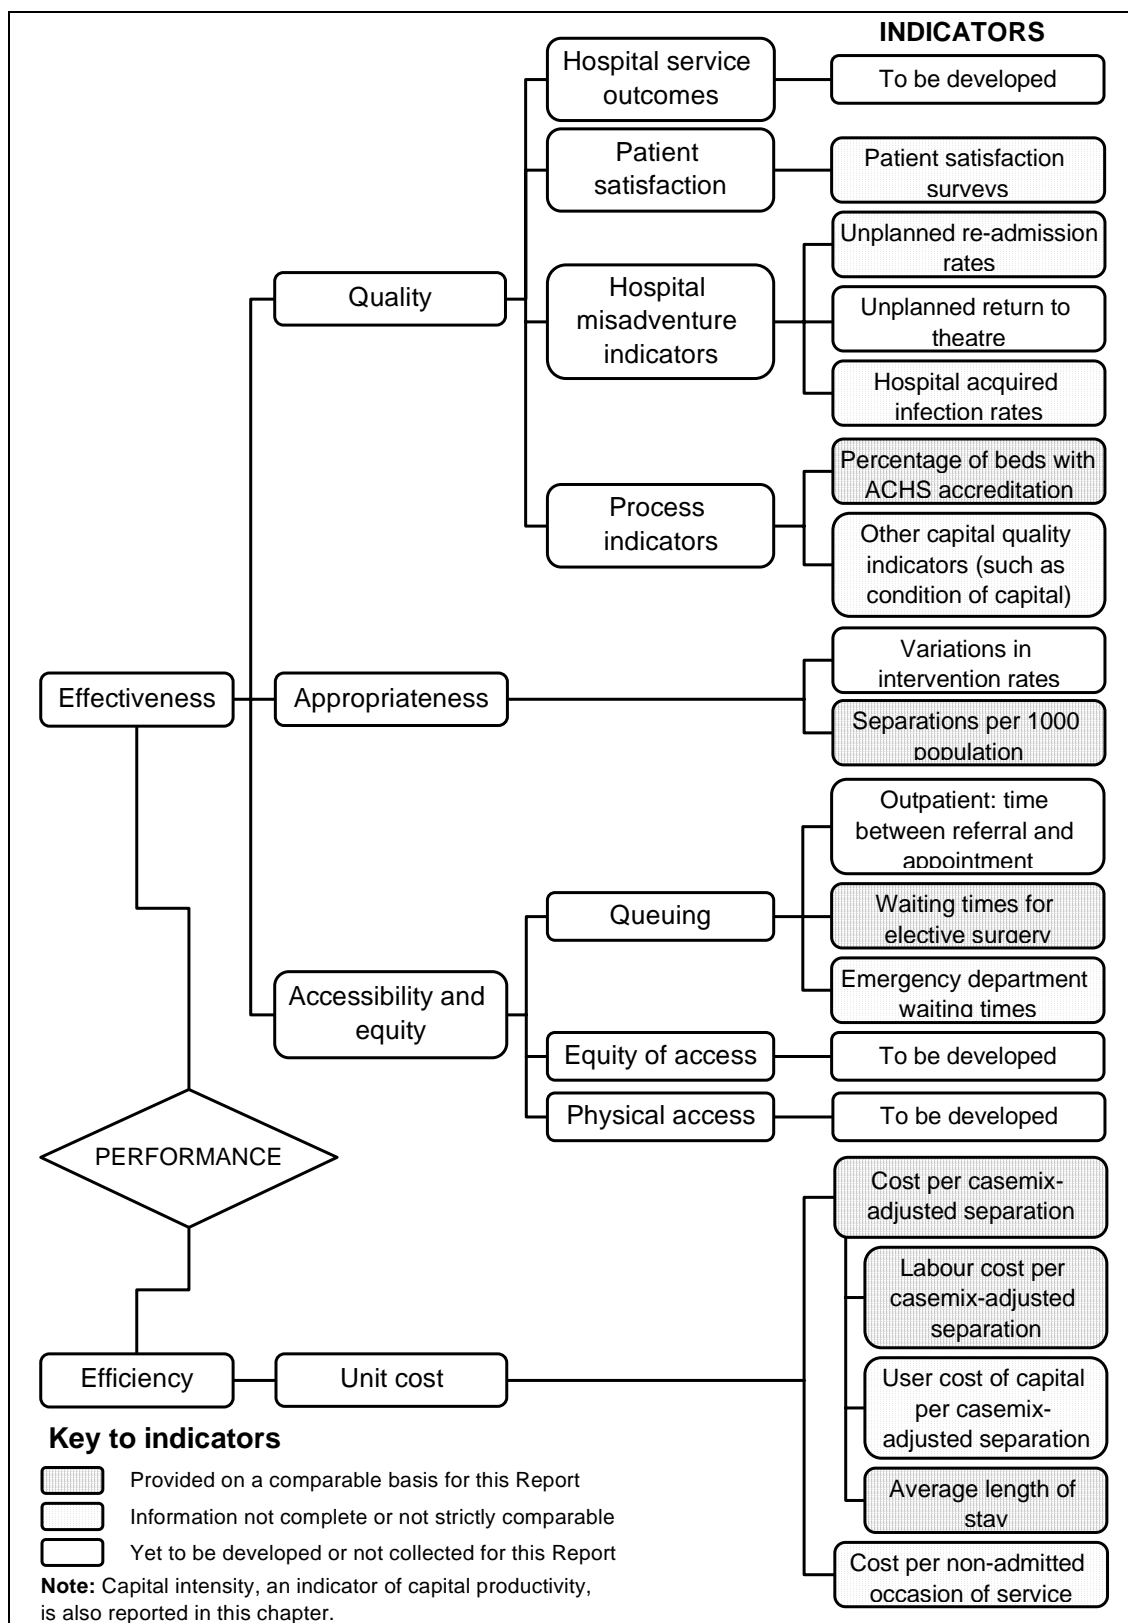 INDICATORS
Hospital service
outcomes
To be developed
Patient
satisfaction
Patient satisfaction
surveys
Quality
Hospital
misadventure
indicators
Unplanned re-admission
rates
Unplanned return to
theatre
Hospital acquired
infection rates
Process
indicators
Percentage of beds with
ACHS accreditation
Other capital quality
indicators (such as
condition of capital)
Effectiveness
Appropriateness
Variations in
intervention rates
Separations per 1000
population
Accessibility and
equity
Queuing
Outpatient: time
between referral and
appointment
Waiting times for
elective surgery
Emergency department
waiting times
Equity of access
To be developed
Physical access
To be developed
PERFORMANCE
Efficiency
Unit cost
Cost per casemix-
adjusted separation
Labour cost per
casemix-adjusted
separation
User cost of capital
per casemix-
adjusted separation
Average length of
stay
Cost per non-admitted
occasion of service
Key to indicators
Provided on a comparable basis for this Report
Information not complete or not strictly comparable
Yet to be developed or not collected for this Report
Note: Capital intensity, an indicator of capital productivity,
is also reported in this chapter.